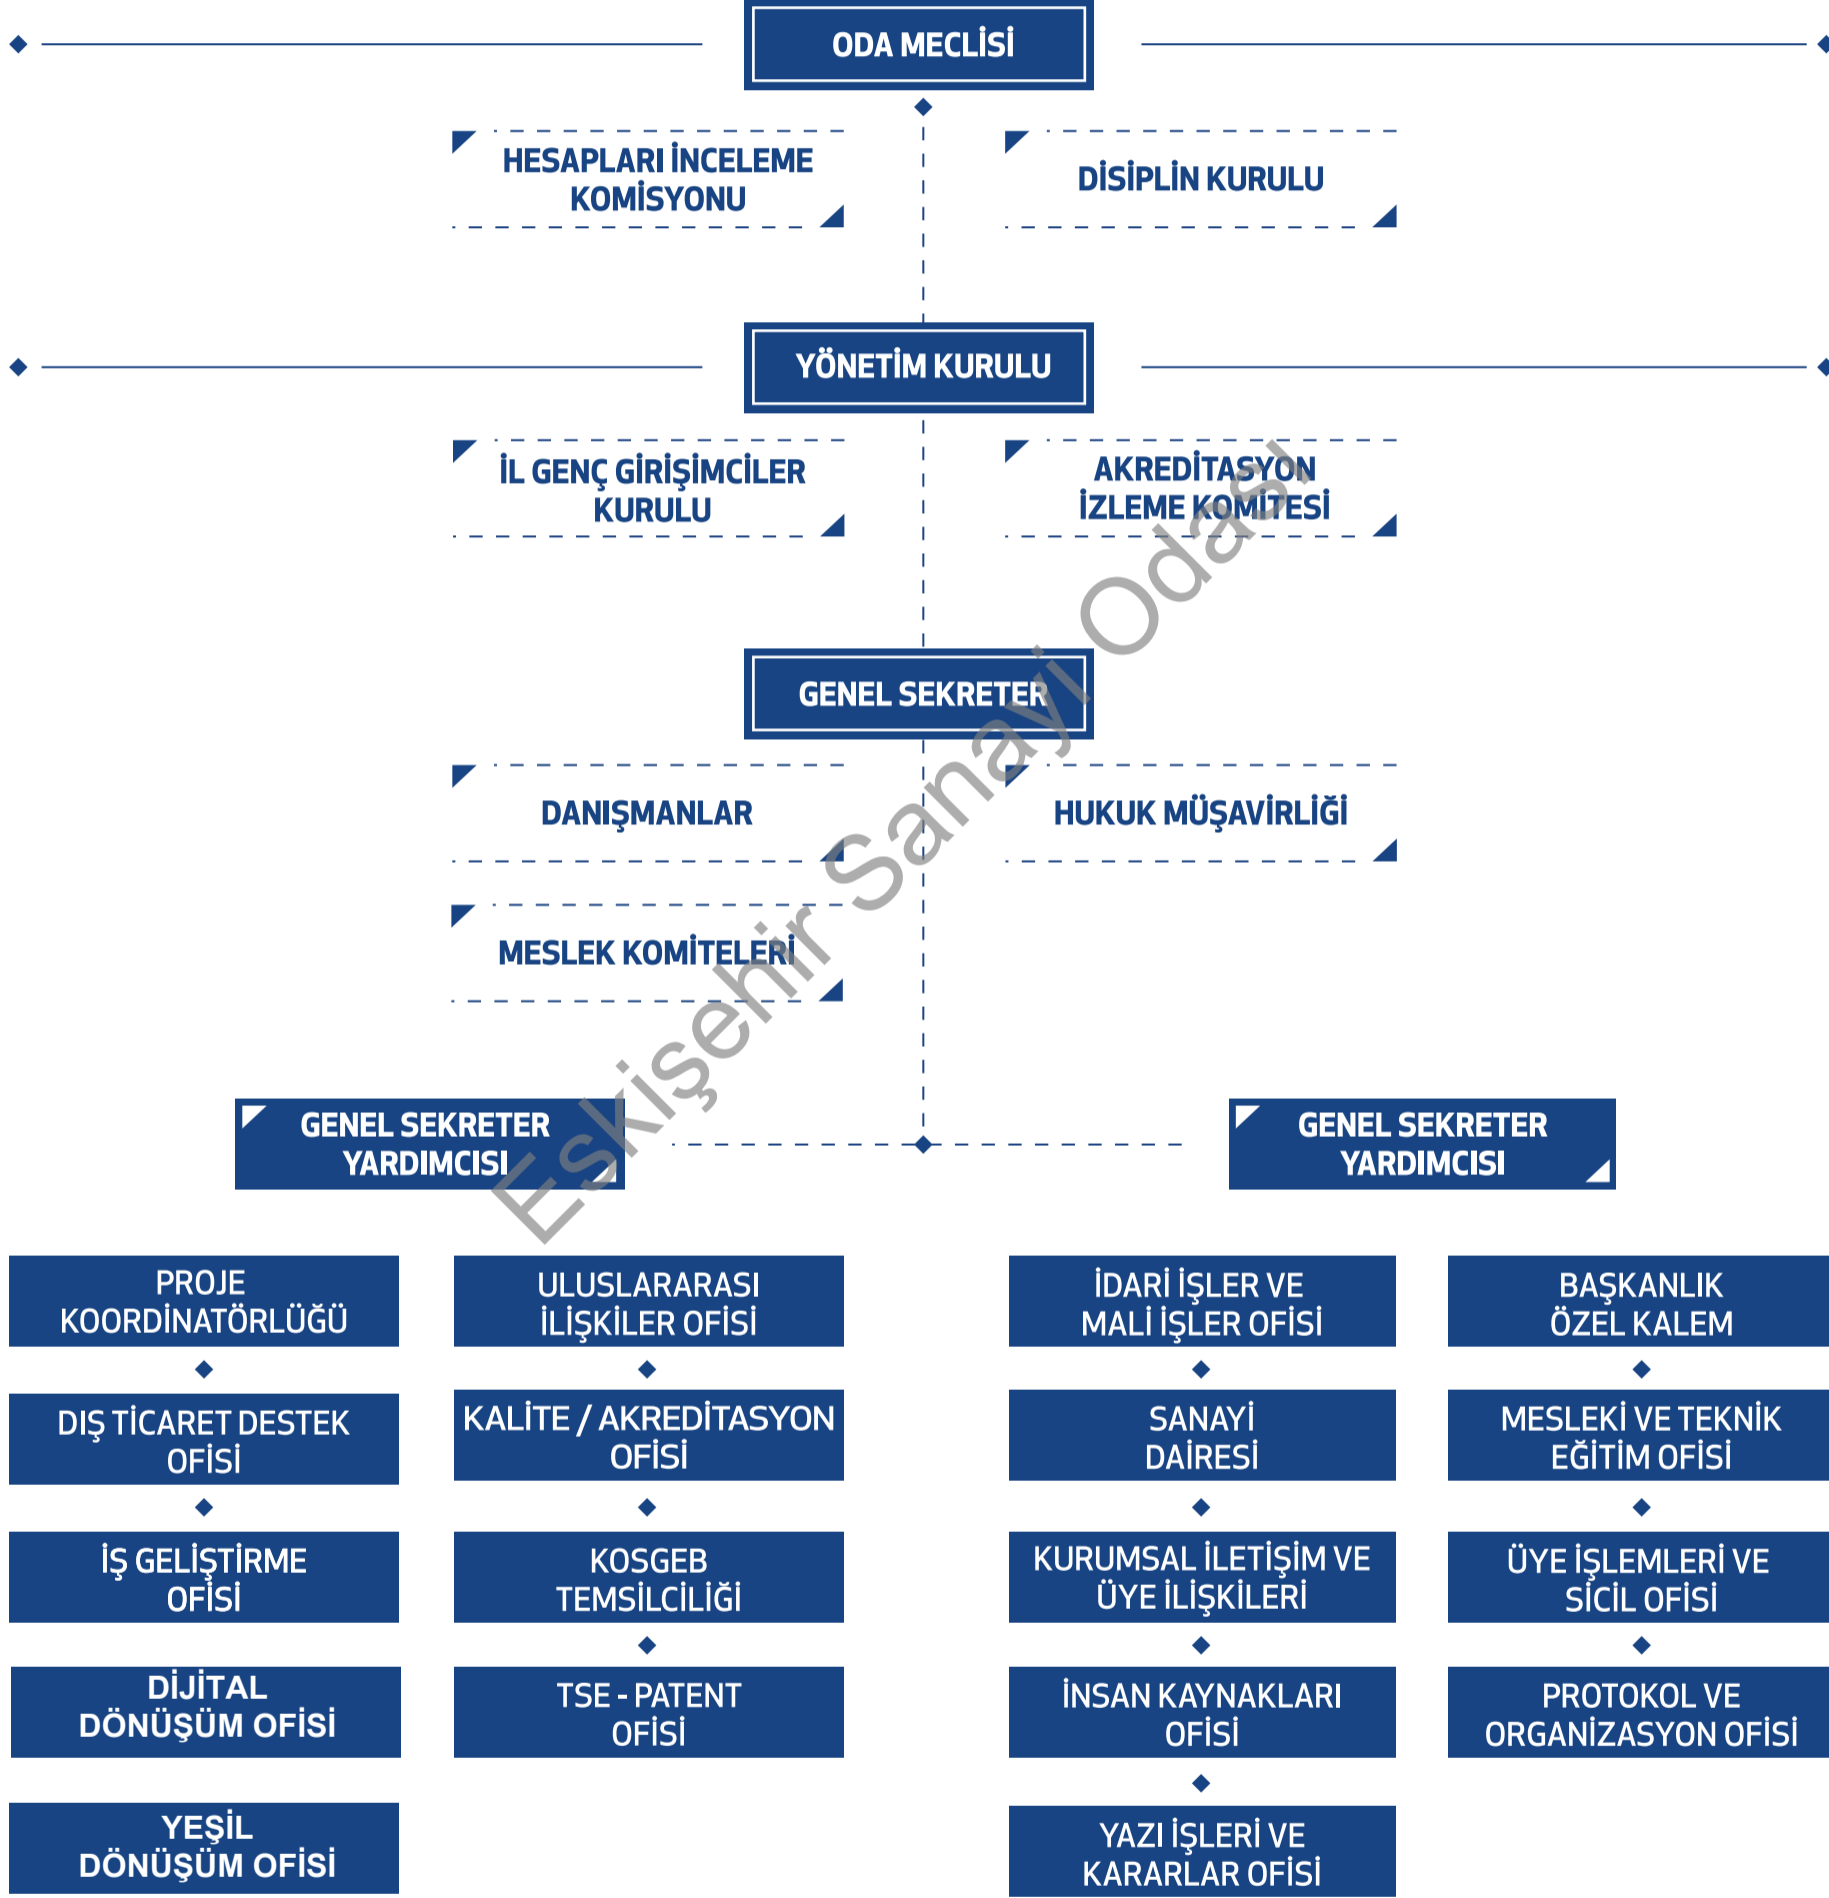 ODA MECLİSİ
HESAPLARI İNCELEME
KOMİSYONU
DİSİPLİN KURULU
YÖNETİM KURULU
İL GENÇ GİRİŞİMCİLER
KURULU
AKREDİTASYON
İZLEME KOMİTESİ
GENEL SEKRETER
DANIŞMANLAR
HUKUK MÜŞAVİRLİĞİ
MESLEK KOMİTELERİ
Eskişehir Sanayi Odası
GENEL SEKRETER
YARDIMCISI
GENEL SEKRETER
YARDIMCISI
PROJE
KOORDİNATÖRLÜĞÜ
DIŞ TİCARET DESTEK
OFİSİ
İŞ GELİŞTİRME
OFİSİ
DİJİTAL
DÖNÜŞÜM OFİSİ
YEŞİL
DÖNÜŞÜM OFİSİ
ULUSLARARASI
İLİŞKİLER OFİSİ
KALİTE / AKREDİTASYON
OFİSİ
KOSGEB
TEMSİLCİLİĞİ
TSE - PATENT
OFİSİ
İDARİ İŞLER VE
MALİ İŞLER OFİSİ
SANAYİ
DAİRESİ
KURUMSAL İLETİŞİM VE
ÜYE İLİŞKİLERİ
İNSAN KAYNAKLARI
OFİSİ
YAZI İŞLERİ VE
KARARLAR OFİSİ
BAŞKANLIK
ÖZEL KALEM
MESLEKİ VE TEKNİK
EĞİTİM OFİSİ
ÜYE İŞLEMLERİ VE
SİCİL OFİSİ
PROTOKOL VE
ORGANİZASYON OFİSİ